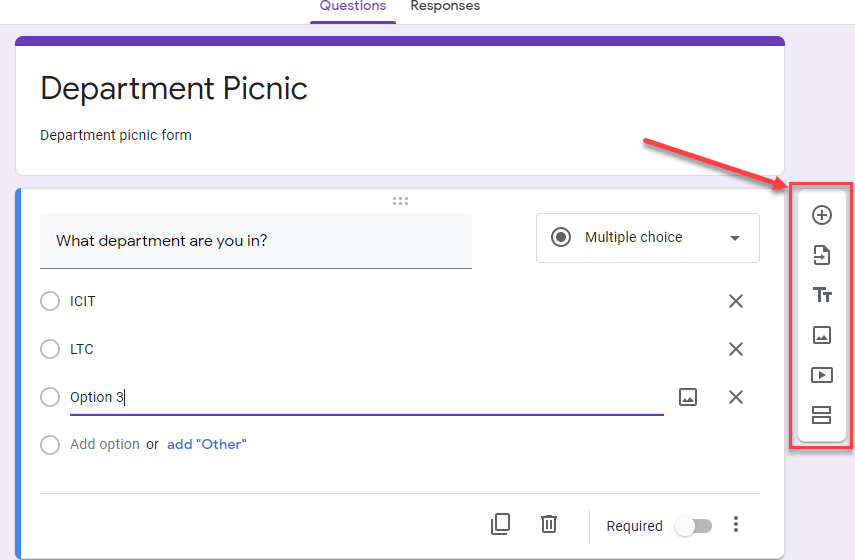 Questions Responses
Department Picnic
Department picnic form
What department are you in?
Multiple choice
ICIT
LTC
Option 3
Add option or add "Other"
Required